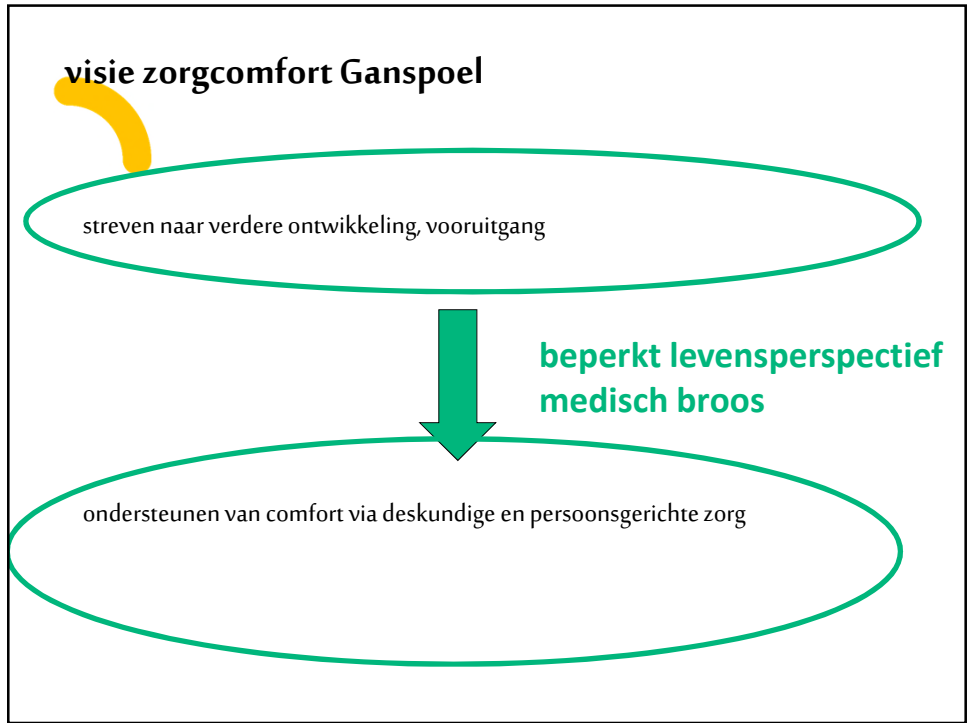 visie zorgcomfort Ganspoel
streven naar verdere ontwikkeling, vooruitgang
beperkt levensperspectief
medisch broos
ondersteunen van comfort via deskundige en persoonsgerichte zorg